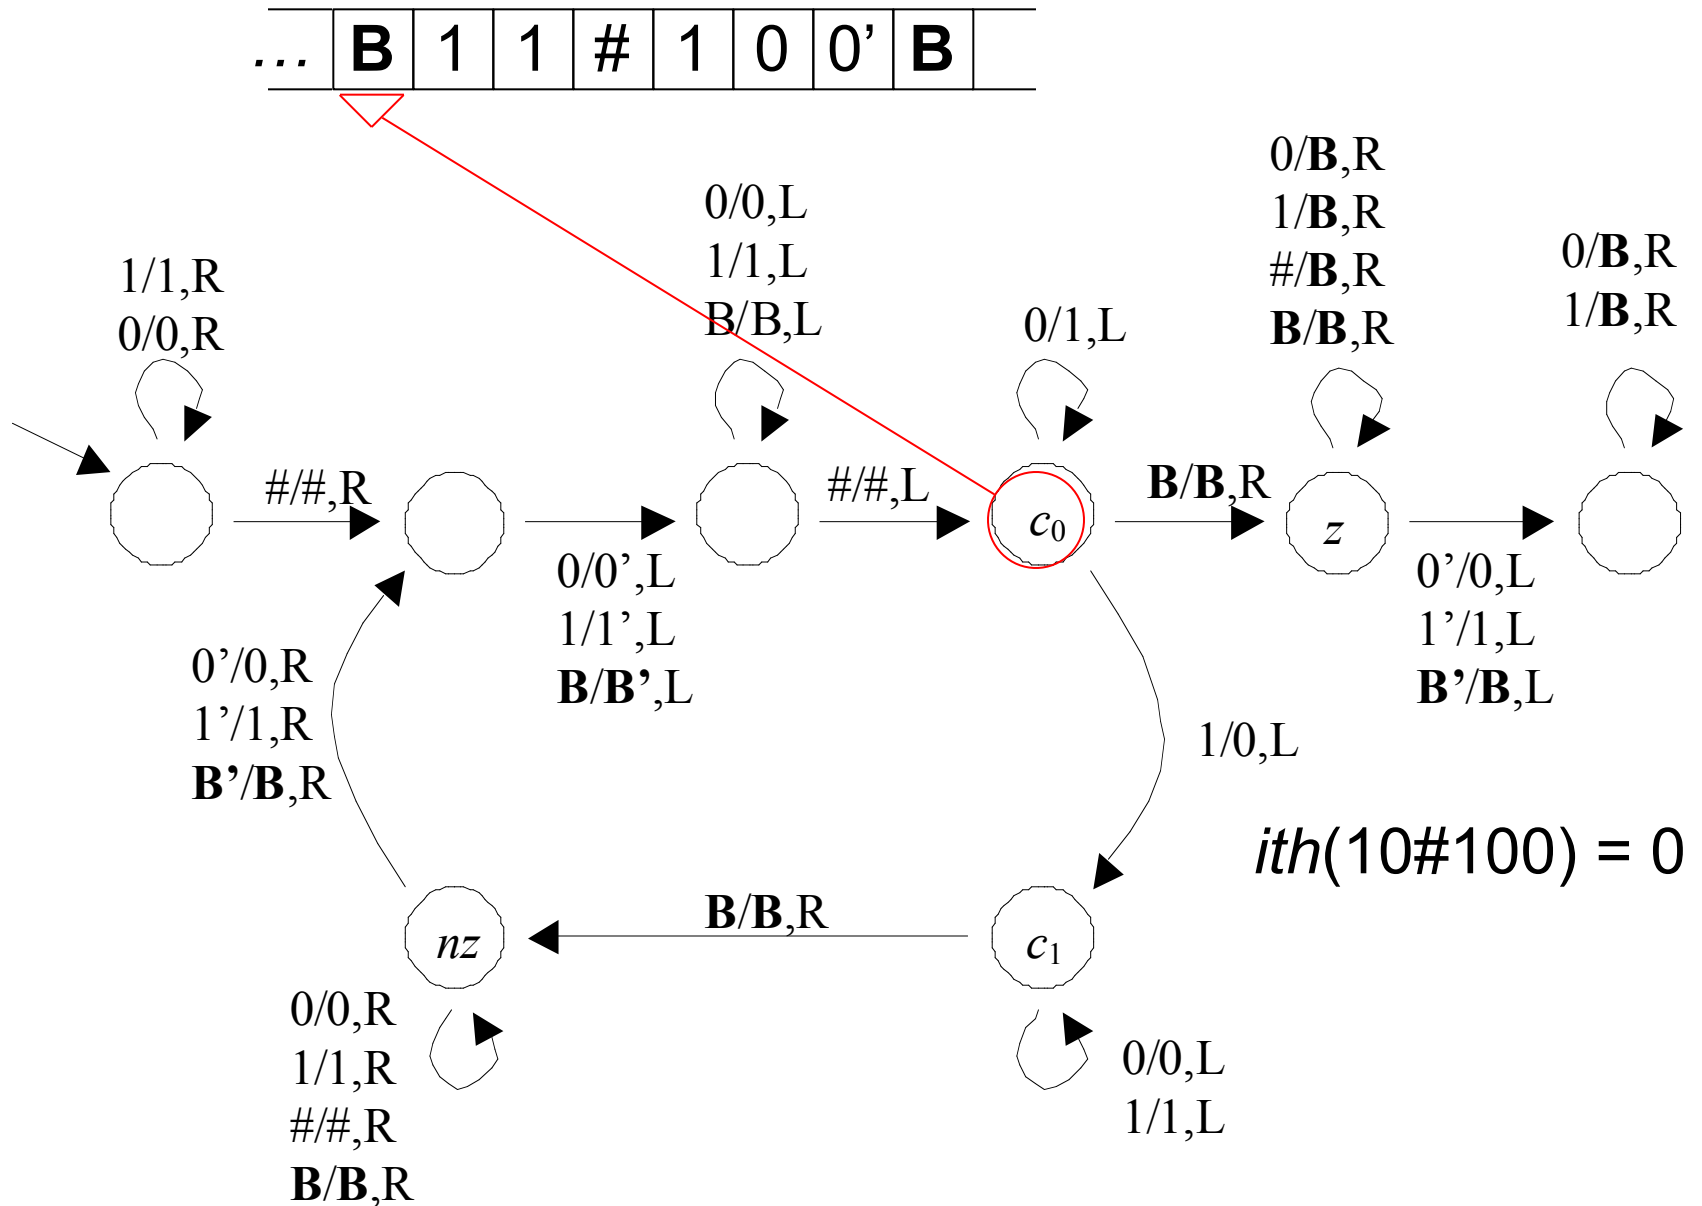 ... B 1 1 # 1 0 0’ B
0/B,R
1/B,R
#/B,R
B/B,R
0/0,L
1/1,L
B/B,L
1/1,R
0/0,R
0/1,L
0/B,R
1/B,R
#/#,R
#/#,L
B/B,R
c0
z
0/0’,L
1/1’,L
B/B’,L
0’/0,L
1’/1,L
B’/B,L
0’/0,R
1’/1,R
B’/B,R
1/0,L
ith(10#100) = 0
B/B,R
nz
c1
0/0,R
1/1,R
#/#,R
B/B,R
0/0,L
1/1,L